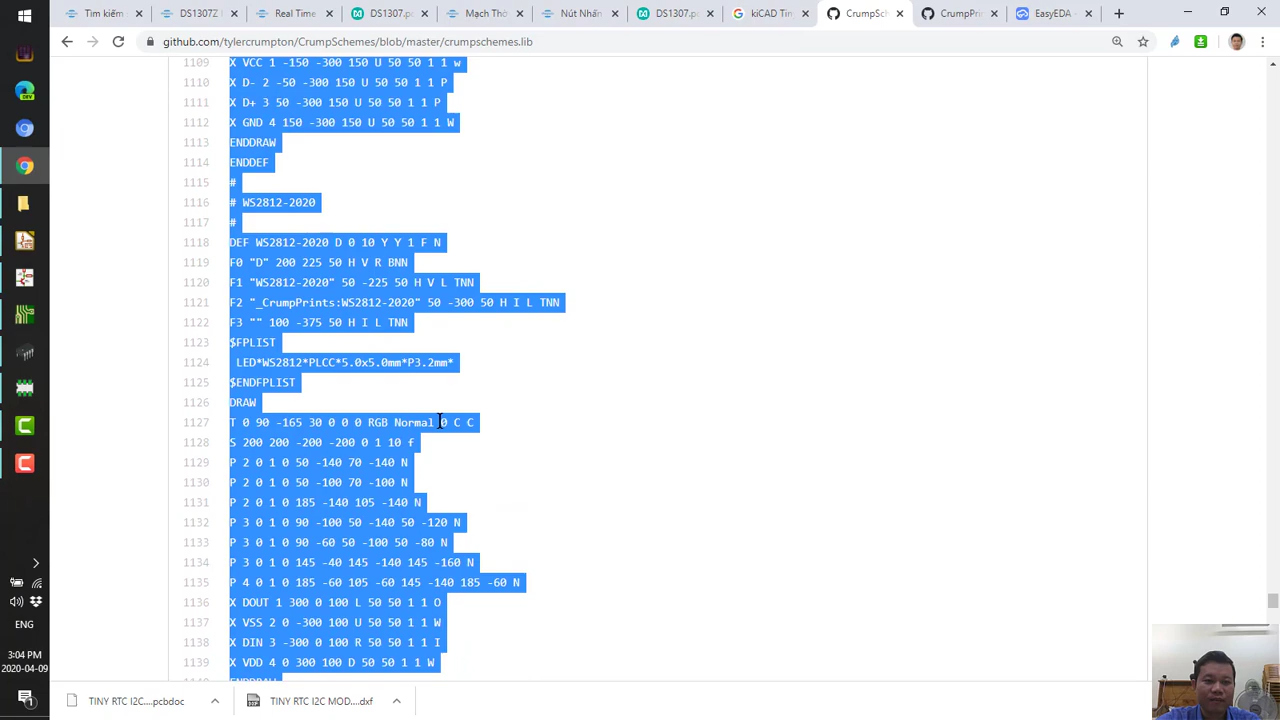 Tìm kiếm
DS1307Z
Real Time
DS1307.pc
Mạch Thờ
Nút Nhấn
DS1307.pc
kiCAD Tin
CrumpSch
CrumpPrin
EasyEDA -
github.com/tylercrumpton/CrumpSchemes/blob/master/crumpschemes.lib
1109 X VCC 1 -150 -300 150 U 50 50 1 1 w
1110 X D- 2 -50 -300 150 U 50 50 1 1 P
1111 X D+ 3 50 -300 150 U 50 50 1 1 P
1112 X GND 4 150 -300 150 U 50 50 1 1 W
1113 ENDDRAW
1114 ENDDEF
1115 #
1116 # WS2812-2020
1117 #
1118 DEF WS2812-2020 D 0 10 Y Y 1 F N
1119 F0 "D" 200 225 50 H V R BNN
1120 F1 "WS2812-2020" 50 -225 50 H V L TNN
1121 F2 "_CrumpPrints:WS2812-2020" 50 -300 50 H I L TNN
1122 F3 "" 100 -375 50 H I L TNN
1123 $FPLIST
1124 LED*WS2812*PLCC*5.0x5.0mm*P3.2mm*
1125 $ENDFPLIST
1126 DRAW
1127 T 0 90 -165 30 0 0 0 RGB Normal 0 C C
1128 S 200 200 -200 -200 0 1 10 f
1129 P 2 0 1 0 50 -140 70 -140 N
1130 P 2 0 1 0 50 -100 70 -100 N
1131 P 2 0 1 0 185 -140 105 -140 N
1132 P 3 0 1 0 90 -100 50 -140 50 -120 N
1133 P 3 0 1 0 90 -60 50 -100 50 -80 N
1134 P 3 0 1 0 145 -40 145 -140 145 -160 N
1135 P 4 0 1 0 185 -60 105 -60 145 -140 185 -60 N
1136 X DOUT 1 300 0 100 L 50 50 1 1 O
1137 X VSS 2 0 -300 100 U 50 50 1 1 W
1138 X DIN 3 -300 0 100 R 50 50 1 1 I
1139 X VDD 4 0 300 100 D 50 50 1 1 W
ENG
3:04 PM
2020-04-09
TINY RTC I2C....pcbdoc
TINY RTC I2C MOD....dxf